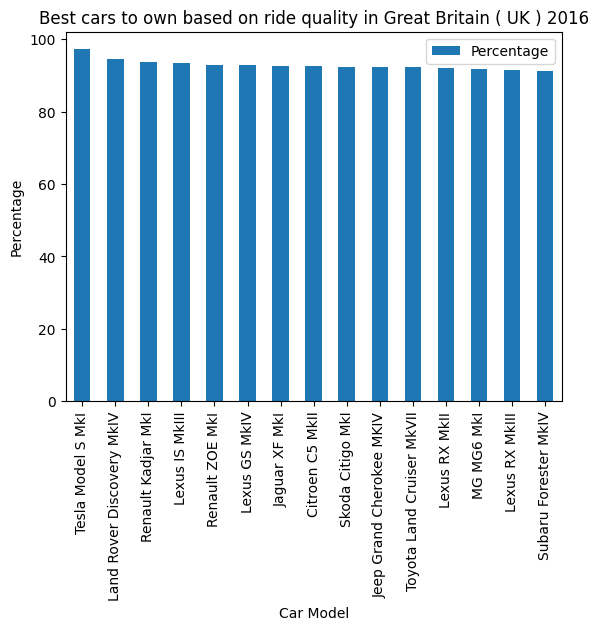 Best cars to own based on ride quality in Great Britain ( UK ) 2016
Percentage
100
80
60
40
20
0
Percentage
Tesla Model S MkI
Land Rover Discovery MkIV
Renault Kadjar MkI
Lexus IS MkIII
Renault ZOE MkI
Lexus GS MkIV
Jaguar XF MkI
Citroen C5 MkII
Skoda Citigo MkI
Jeep Grand Cherokee MKIV
Toyota Land Cruiser MkVII
Lexus RX MkII
MG MG6 MkI
Lexus RX MkIII
Subaru Forester MkIV
Car Model